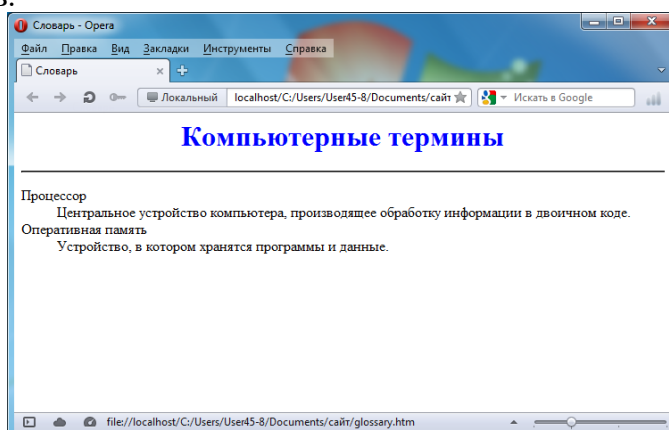 Словарь - Opera
Файл Правка Вид Закладки Инструменты Справка
Словарь
Локальный localhost/C:/Users/User45-8/Documents/сайт Искать в Google
Компьютерные термины
Процессор
Центральное устройство компьютера, производящее обработку информации в двоичном коде.
Оперативная память
Устройство, в котором хранятся программы и данные.
file://localhost/C:/Users/User45-8/Documents/сайт/glossary.htm